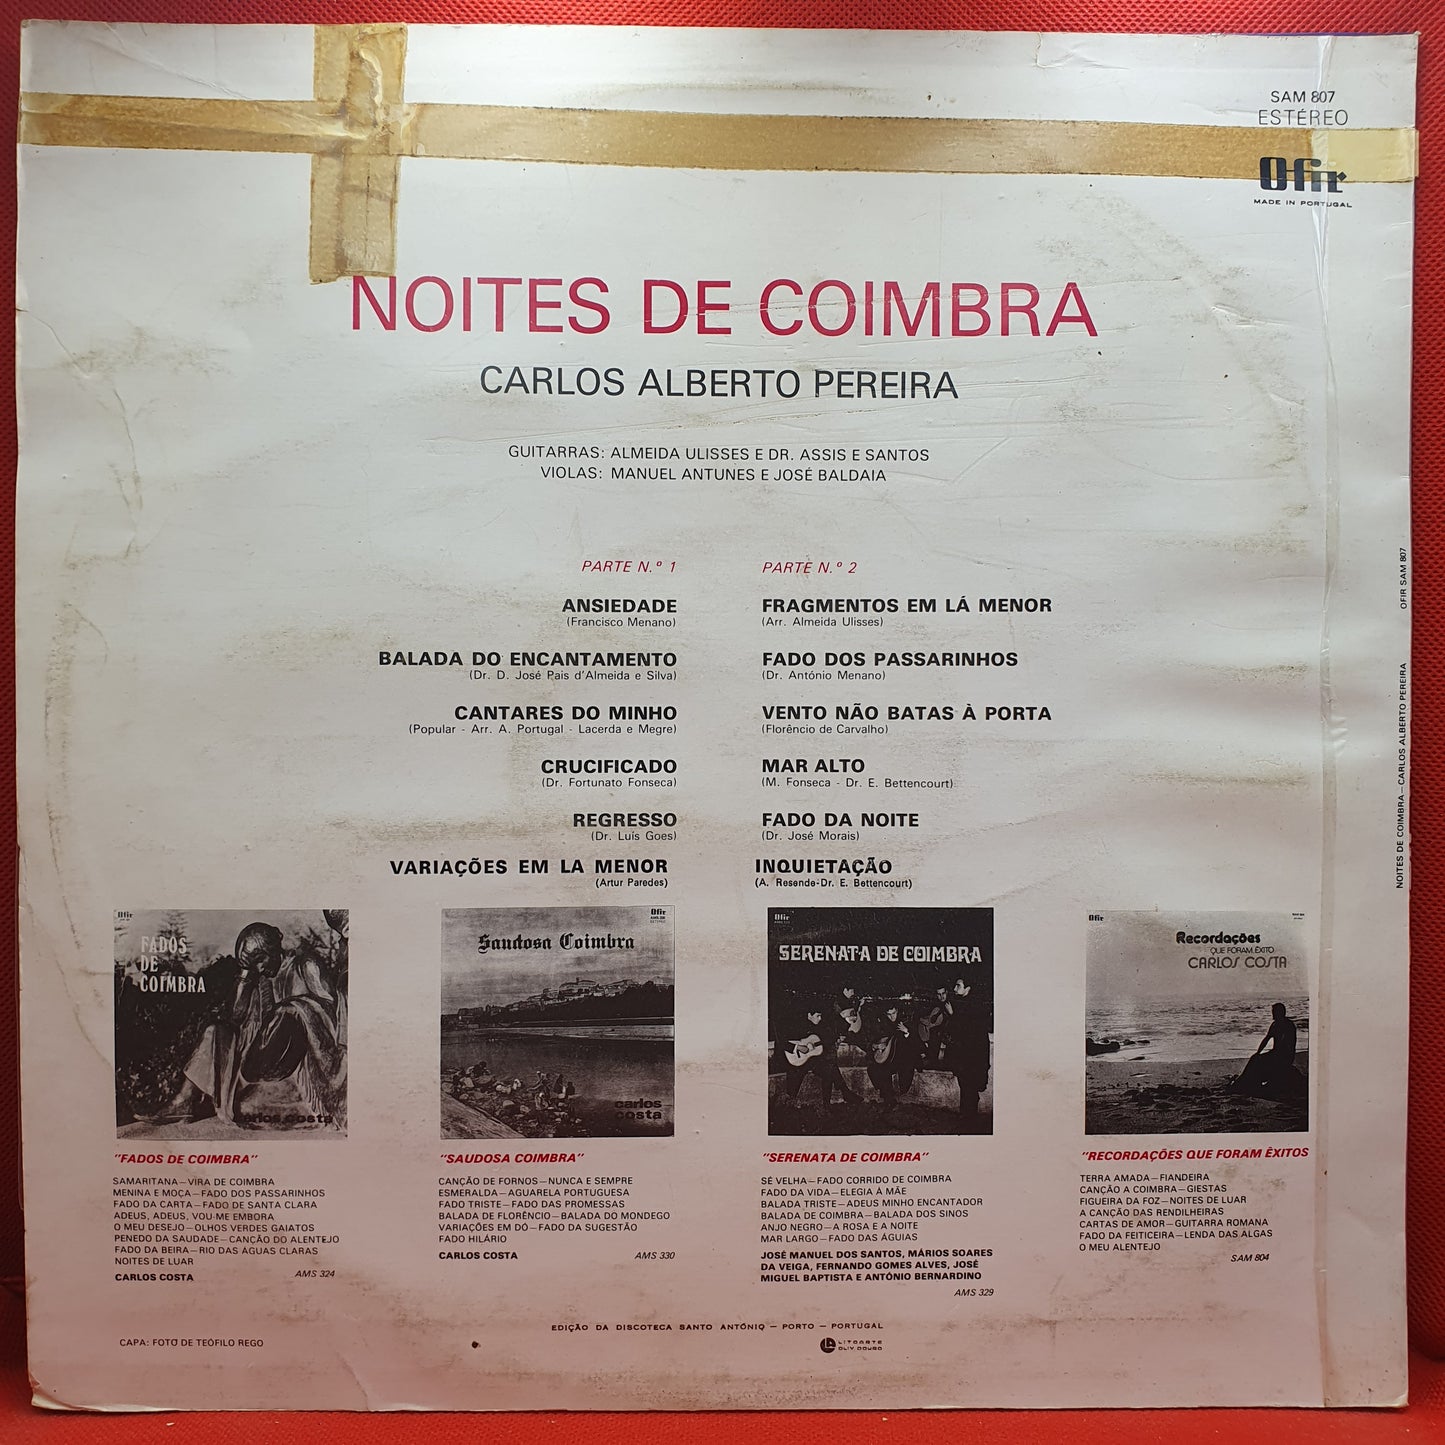 SAM 807
ESTÉREO
Ofir
MADE IN PORTUGAL
NOITES DE COIMBRA
CARLOS ALBERTO PEREIRA
GUITARRAS: ALMEIDA ULISSES E DR. ASSIS E SANTOS
VIOLAS: MANUEL ANTUNES E JOSÉ BALDAIA
PARTE N.º 1
ANSIEDADE
(Francisco Menano)
BALADA DO ENCANTAMENTO
(Dr. D. José Pais d'Almeida e Silva)
CANTARES DO MINHO
(Popular - Arr. A. Portugal - Lacerda e Megre)
CRUCIFICADO
(Dr. Fortunato Fonseca)
REGRESSO
(Dr. Luís Goes)
VARIAÇÕES EM LA MENOR
(Artur Paredes)
PARTE N.º 2
FRAGMENTOS EM LÁ MENOR
(Arr. Almeida Ulisses)
FADO DOS PASSARINHOS
(Dr. António Menano)
VENTO NÃO BATAS À PORTA
(Florêncio de Carvalho)
MAR ALTO
(M. Fonseca - Dr. E. Bettencourt)
FADO DA NOITE
(Dr. José Morais)
INQUIETAÇÃO
(A. Resende-Dr. E. Bettencourt)
NOITES DE COIMBRA—CARLOS ALBERTO PEREIRA OFIR SAM 807
Ofir
FADOS
DE
COIMBRA
carlos costa
"FADOS DE COIMBRA"
SAMARITANA—VIRA DE COIMBRA
MENINA E MOÇA—FADO DOS PASSARINHOS
FADO DA CARTA—FADO DE SANTA CLARA
ADEUS, ADEUS, VOU-ME EMBORA
O MEU DESEJO—OLHOS VERDES GAIATOS
PENEDO DA SAUDADE—CANÇÃO DO ALENTEJO
FADO DA BEIRA—RIO DAS ÁGUAS CLARAS
NOITES DE LUAR
CARLOS COSTA
AMS 324
Ofir
Saudosa Coimbra
carlos
costa
"SAUDOSA COIMBRA"
CANÇÃO DE FORNOS—NUNCA E SEMPRE
ESMERALDA—AGUARELA PORTUGUESA
FADO TRISTE—FADO DAS PROMESSAS
BALADA DE FLORÊNCIO—BALADA DO MONDEGO
VARIAÇÕES EM DÓ—FADO DA SUGESTÃO
FADO HILÁRIO
CARLOS COSTA
AMS 330
Ofir
SERENATA DE COIMBRA
"SERENATA DE COIMBRA"
SÉ VELHA—FADO CORRIDO DE COIMBRA
FADO DA VIDA—ELEGIA À MÃE
BALADA TRISTE—ADEUS MINHO ENCANTADOR
BALADA DE COIMBRA—BALADA DOS SINOS
ANJO NEGRO—A ROSA E A NOITE
MAR LARGO—FADO DAS ÁGUIAS
JOSÉ MANUEL DOS SANTOS, MÁRIOS SOARES
DA VEIGA, FERNANDO GOMES ALVES, JOSÉ
MIGUEL BAPTISTA E ANTÓNIO BERNARDINO
AMS 329
Ofir
Recordações
QUE FORAM ÊXITO
CARLOS COSTA
"RECORDAÇÕES QUE FORAM ÊXITOS
TERRA AMADA—FIANDEIRA
CANÇÃO A COIMBRA—GIESTAS
FIGUEIRA DA FOZ—NOITES DE LUAR
A CANÇÃO DAS RENDILHEIRAS
CARTAS DE AMOR—GUITARRA ROMANA
FADO DA FEITICEIRA—LENDA DAS ALGAS
O MEU ALENTEJO
SAM 804
EDIÇÃO DA DISCOTECA SANTO ANTÓNIO — PORTO — PORTUGAL
LITOARTE
OLIV. DOURO
CAPA: FOTO DE TEÓFILO REGO